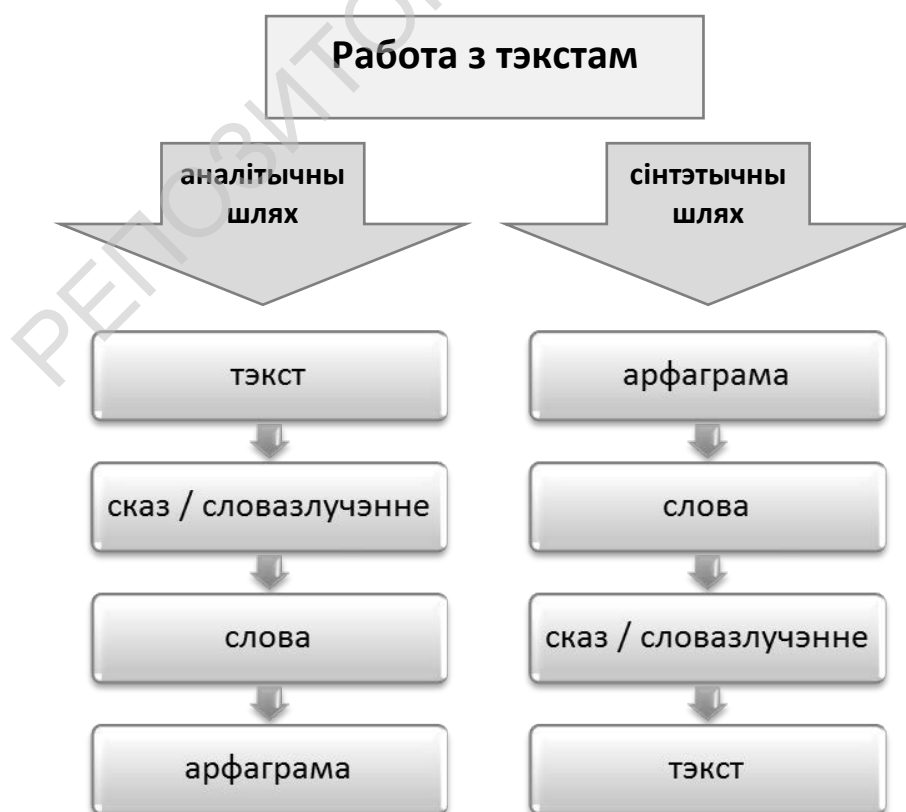 Работа з тэкстам
аналітычны
шлях
тэкст
сказ / словазлучэнне
слова
арфаграма
сінтэтычны
шлях
арфаграма
слова
сказ / словазлучэнне
тэкст